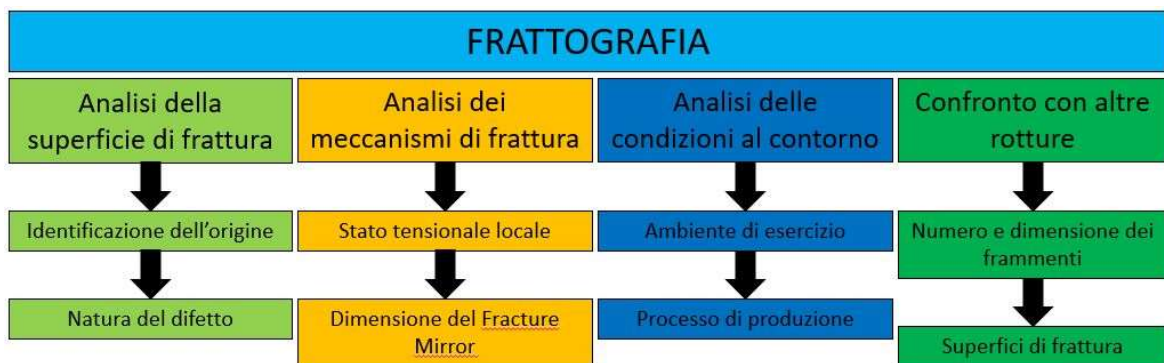 FRATTOGRAFIA
Analisi della
superficie di frattura
Identificazione dell'origine
Natura del difetto
Analisi dei
meccanismi di frattura
Stato tensionale locale
Dimensione del Fracture
Mirror
Analisi delle
condizioni al contorno
Ambiente di esercizio
Processo di produzione
Confronto con altre
rotture
Numero e dimensione dei
frammenti
Superfici di frattura